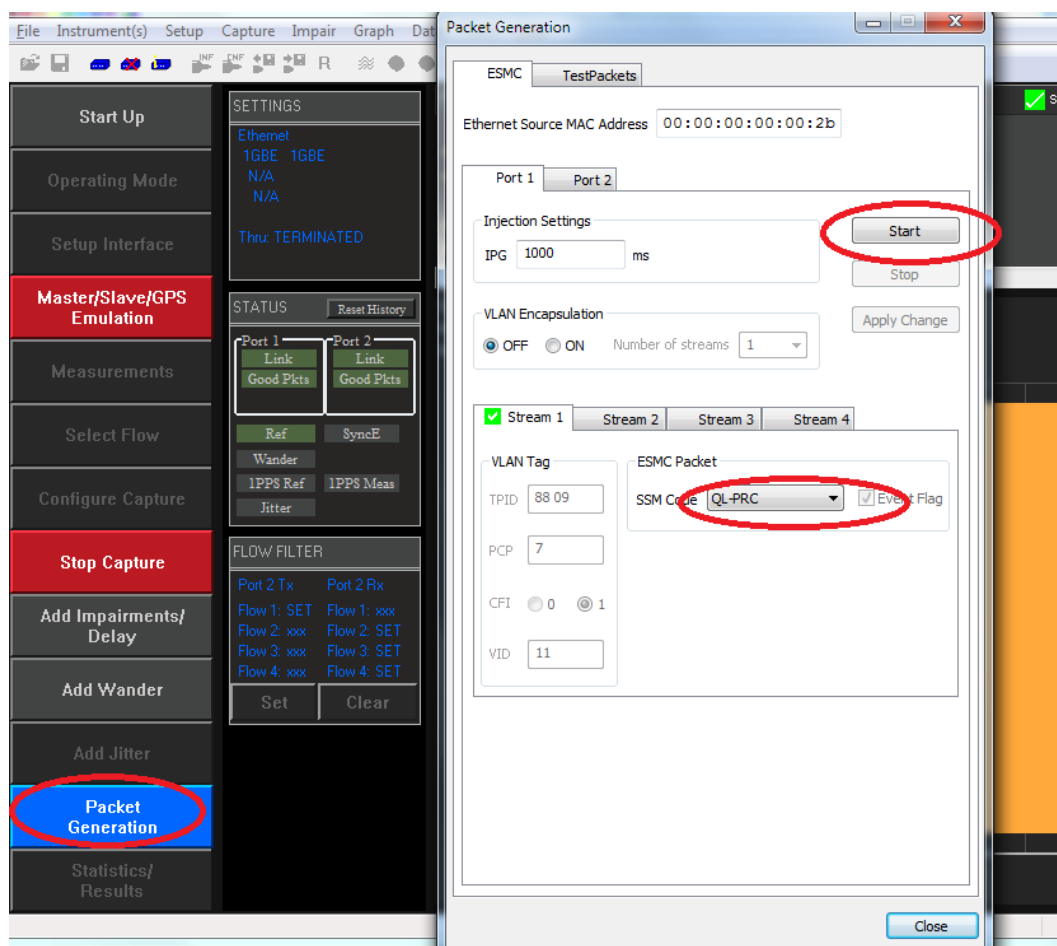 File Instrument(s) Setup Capture Impair Graph Dat
INF CNF R
Start Up
Operating Mode
Setup Interface
Master/Slave/GPS
Emulation
Measurements
Select Flow
Configure Capture
Stop Capture
Add Impairments/
Delay
Add Wander
Add Jitter
Packet
Generation
Statistics/
Results
SETTINGS
Ethernet
1GBE 1GBE
N/A
N/A
Thru: TERMINATED
STATUS Reset History
Port 1 Port 2
Link Link
Good Pkts Good Pkts
Ref SyncE
Wander
1PPS Ref 1PPS Meas
Jitter
FLOW FILTER
Port 2 Tx Port 2 Rx
Flow 1: SET Flow 1: xxx
Flow 2: xxx Flow 2: SET
Flow 3: xxx Flow 3: SET
Flow 4: xxx Flow 4: SET
Set Clear
Packet Generation
ESMC TestPackets
Ethernet Source MAC Address 00:00:00:00:00:2b
Port 1 Port 2
Injection Settings
IPG 1000 ms
Start
Stop
VLAN Encapsulation
OFF ON Number of streams 1
Apply Change
Stream 1 Stream 2 Stream 3 Stream 4
VLAN Tag
TPID 88 09
PCP 7
CFI 0 1
VID 11
ESMC Packet
SSM Code QL-PRC Event Flag
Close